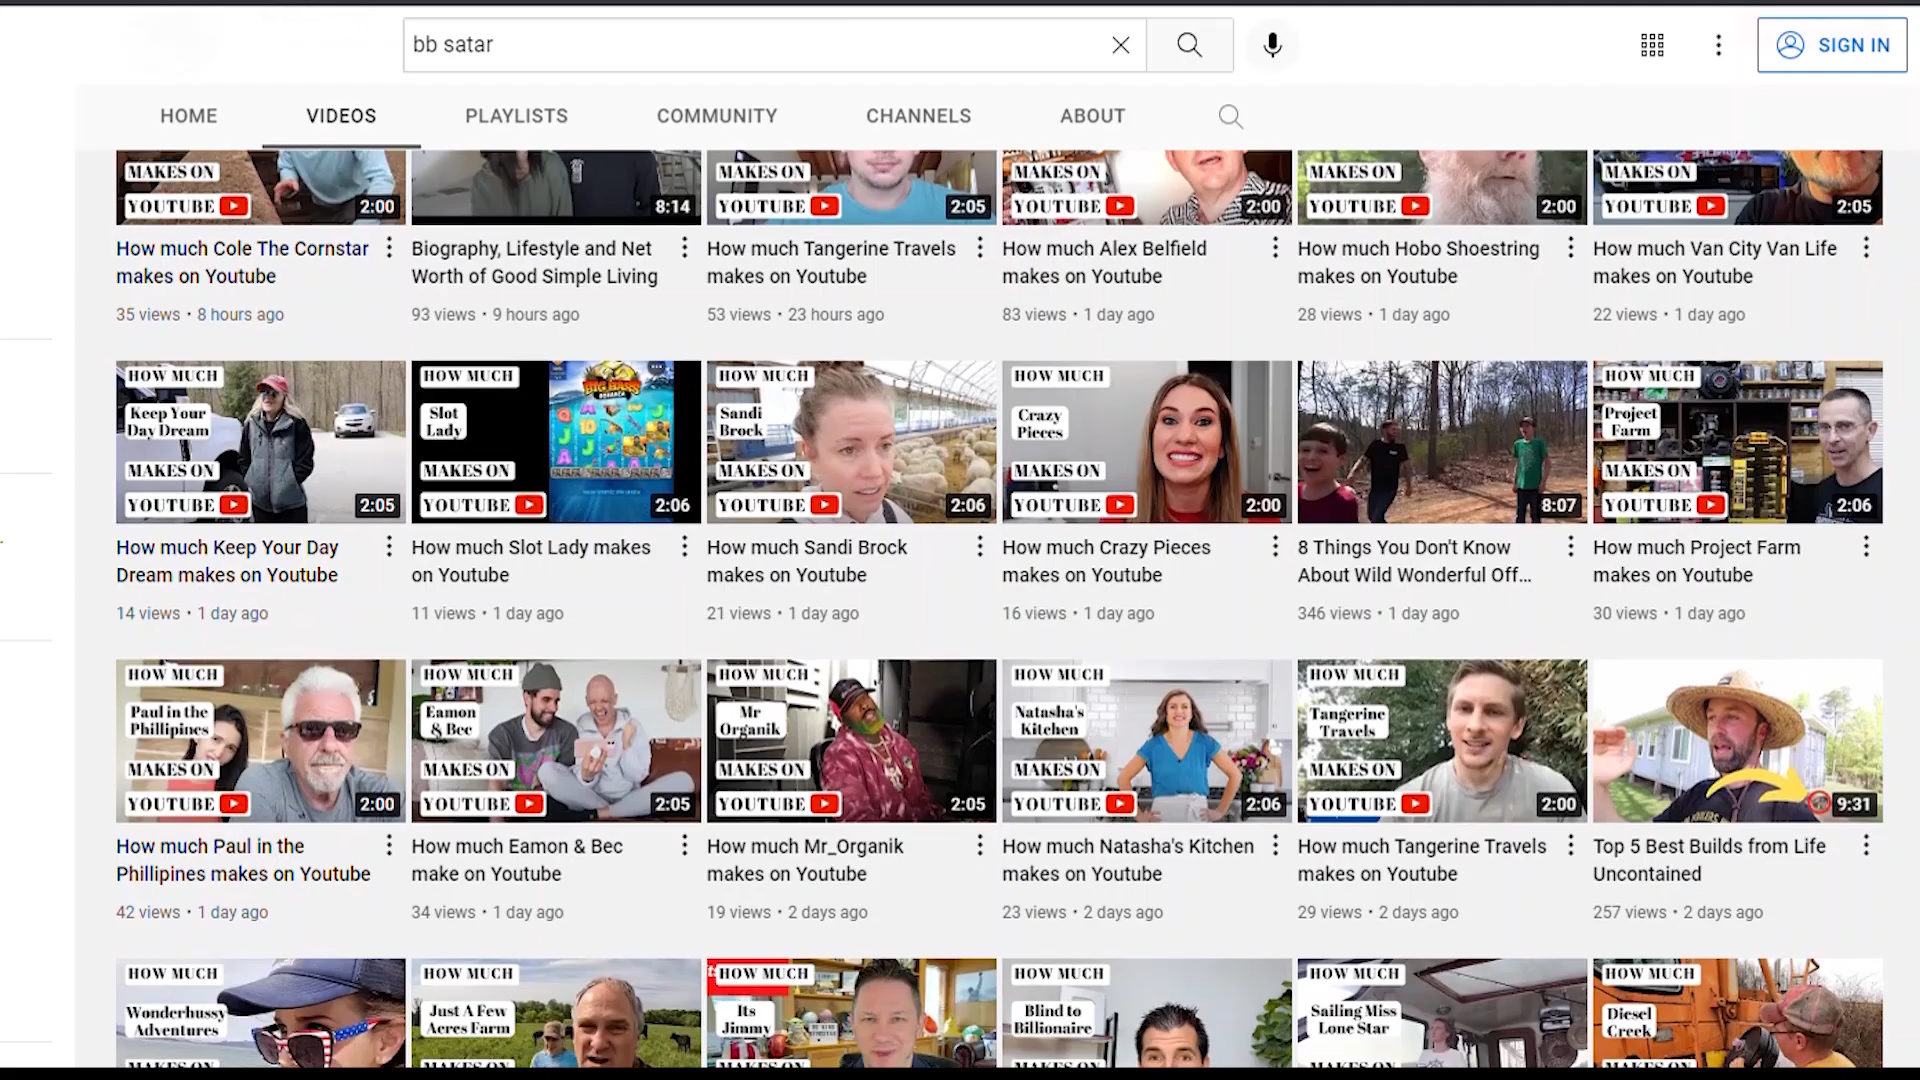 bb satar
SIGN IN
HOME VIDEOS PLAYLISTS COMMUNITY CHANNELS ABOUT
MAKES ON
YOUTUBE
2:00
8:14
MAKES ON
YOUTUBE
2:05
MAKES ON
YOUTUBE
2:00
MAKES ON
YOUTUBE
2:00
MAKES ON
YOUTUBE
2:05
How much Cole The Cornstar
makes on Youtube
35 views • 8 hours ago
Biography, Lifestyle and Net
Worth of Good Simple Living
93 views • 9 hours ago
How much Tangerine Travels
makes on Youtube
53 views • 23 hours ago
How much Alex Belfield
makes on Youtube
83 views • 1 day ago
How much Hobo Shoestring
makes on Youtube
28 views • 1 day ago
How much Van City Van Life
makes on Youtube
22 views • 1 day ago
HOW MUCH
Keep Your
Day Dream
MAKES ON
YOUTUBE
2:05
HOW MUCH
Slot
Lady
MAKES ON
YOUTUBE
BIG BASS
BONANZA
2:06
HOW MUCH
Sandi
Brock
MAKES ON
YOUTUBE
2:06
HOW MUCH
Crazy
Pieces
MAKES ON
YOUTUBE
2:00
8:07
HOW MUCH
Project
Farm
MAKES ON
YOUTUBE
2:06
How much Keep Your Day
Dream makes on Youtube
14 views • 1 day ago
How much Slot Lady makes
on Youtube
11 views • 1 day ago
How much Sandi Brock
makes on Youtube
21 views • 1 day ago
How much Crazy Pieces
makes on Youtube
16 views • 1 day ago
8 Things You Don't Know
About Wild Wonderful Off...
346 views • 1 day ago
How much Project Farm
makes on Youtube
30 views • 1 day ago
HOW MUCH
Paul in the
Phillipines
MAKES ON
YOUTUBE
2:00
HOW MUCH
Eamon
& Bec
MAKES ON
YOUTUBE
2:05
HOW MUCH
Mr
Organik
MAKES ON
YOUTUBE
2:05
HOW MUCH
Natasha's
Kitchen
MAKES ON
YOUTUBE
2:06
HOW MUCH
Tangerine
Travels
MAKES ON
YOUTUBE
2:00
9:31
How much Paul in the
Phillipines makes on Youtube
42 views • 1 day ago
How much Eamon & Bec
make on Youtube
34 views • 1 day ago
How much Mr_Organik
makes on Youtube
19 views • 2 days ago
How much Natasha's Kitchen
makes on Youtube
23 views • 2 days ago
How much Tangerine Travels
makes on Youtube
29 views • 2 days ago
Top 5 Best Builds from Life
Uncontained
257 views • 2 days ago
HOW MUCH
Wonderhussy
Adventures
MAKES ON
HOW MUCH
Just A Few
Acres Farm
MAKES ON
HOW MUCH
Its
Jimmy
MAKES ON
HOW MUCH
Blind to
Billionaire
MAKES ON
HOW MUCH
Sailing Miss
Lone Star
MAKES ON
HOW MUCH
Diesel
Creek
MAKES ON